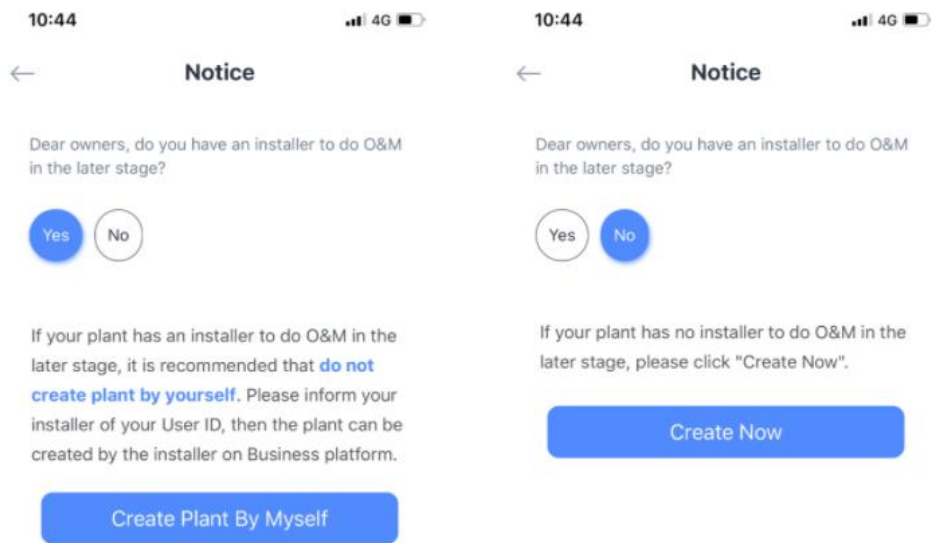 10:44
4G
Notice
Dear owners, do you have an installer to do O&M
in the later stage?
Yes
No
If your plant has an installer to do O&M in the
later stage, it is recommended that do not
create plant by yourself. Please inform your
installer of your User ID, then the plant can be
created by the installer on Business platform.
Create Plant By Myself
10:44
4G
Notice
Dear owners, do you have an installer to do O&M
in the later stage?
Yes
No
If your plant has no installer to do O&M in the
later stage, please click "Create Now".
Create Now